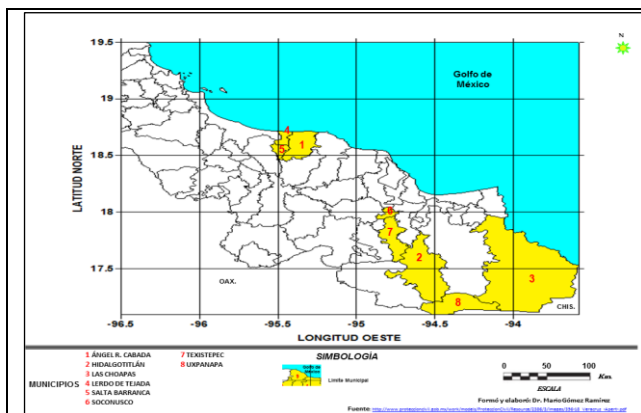 N
19.5
19
18.5
18
17.5
LATITUD NORTE
Golfo de
México
4
5
1
6
7
2
3
8
OAX.
CHIS.
-96.5
-96
-95.5
-95
-94.5
-94
LONGITUD OESTE
MUNICIPIOS
1 ÁNGEL R. CABADA
2 HIDALGOTITLÁN
3 LAS CHOAPAS
4 LERDO DE TEJADA
5 SALTA BARRANCA
6 SOCONUSCO
7 TEXISTEPEC
8 UXPANAPA
SIMBOLOGÍA
Límite Municipal
0
50
100
Km.
ESCALA
Formó y elaboró: Dr. Mario Gómez Ramírez
Fuente: